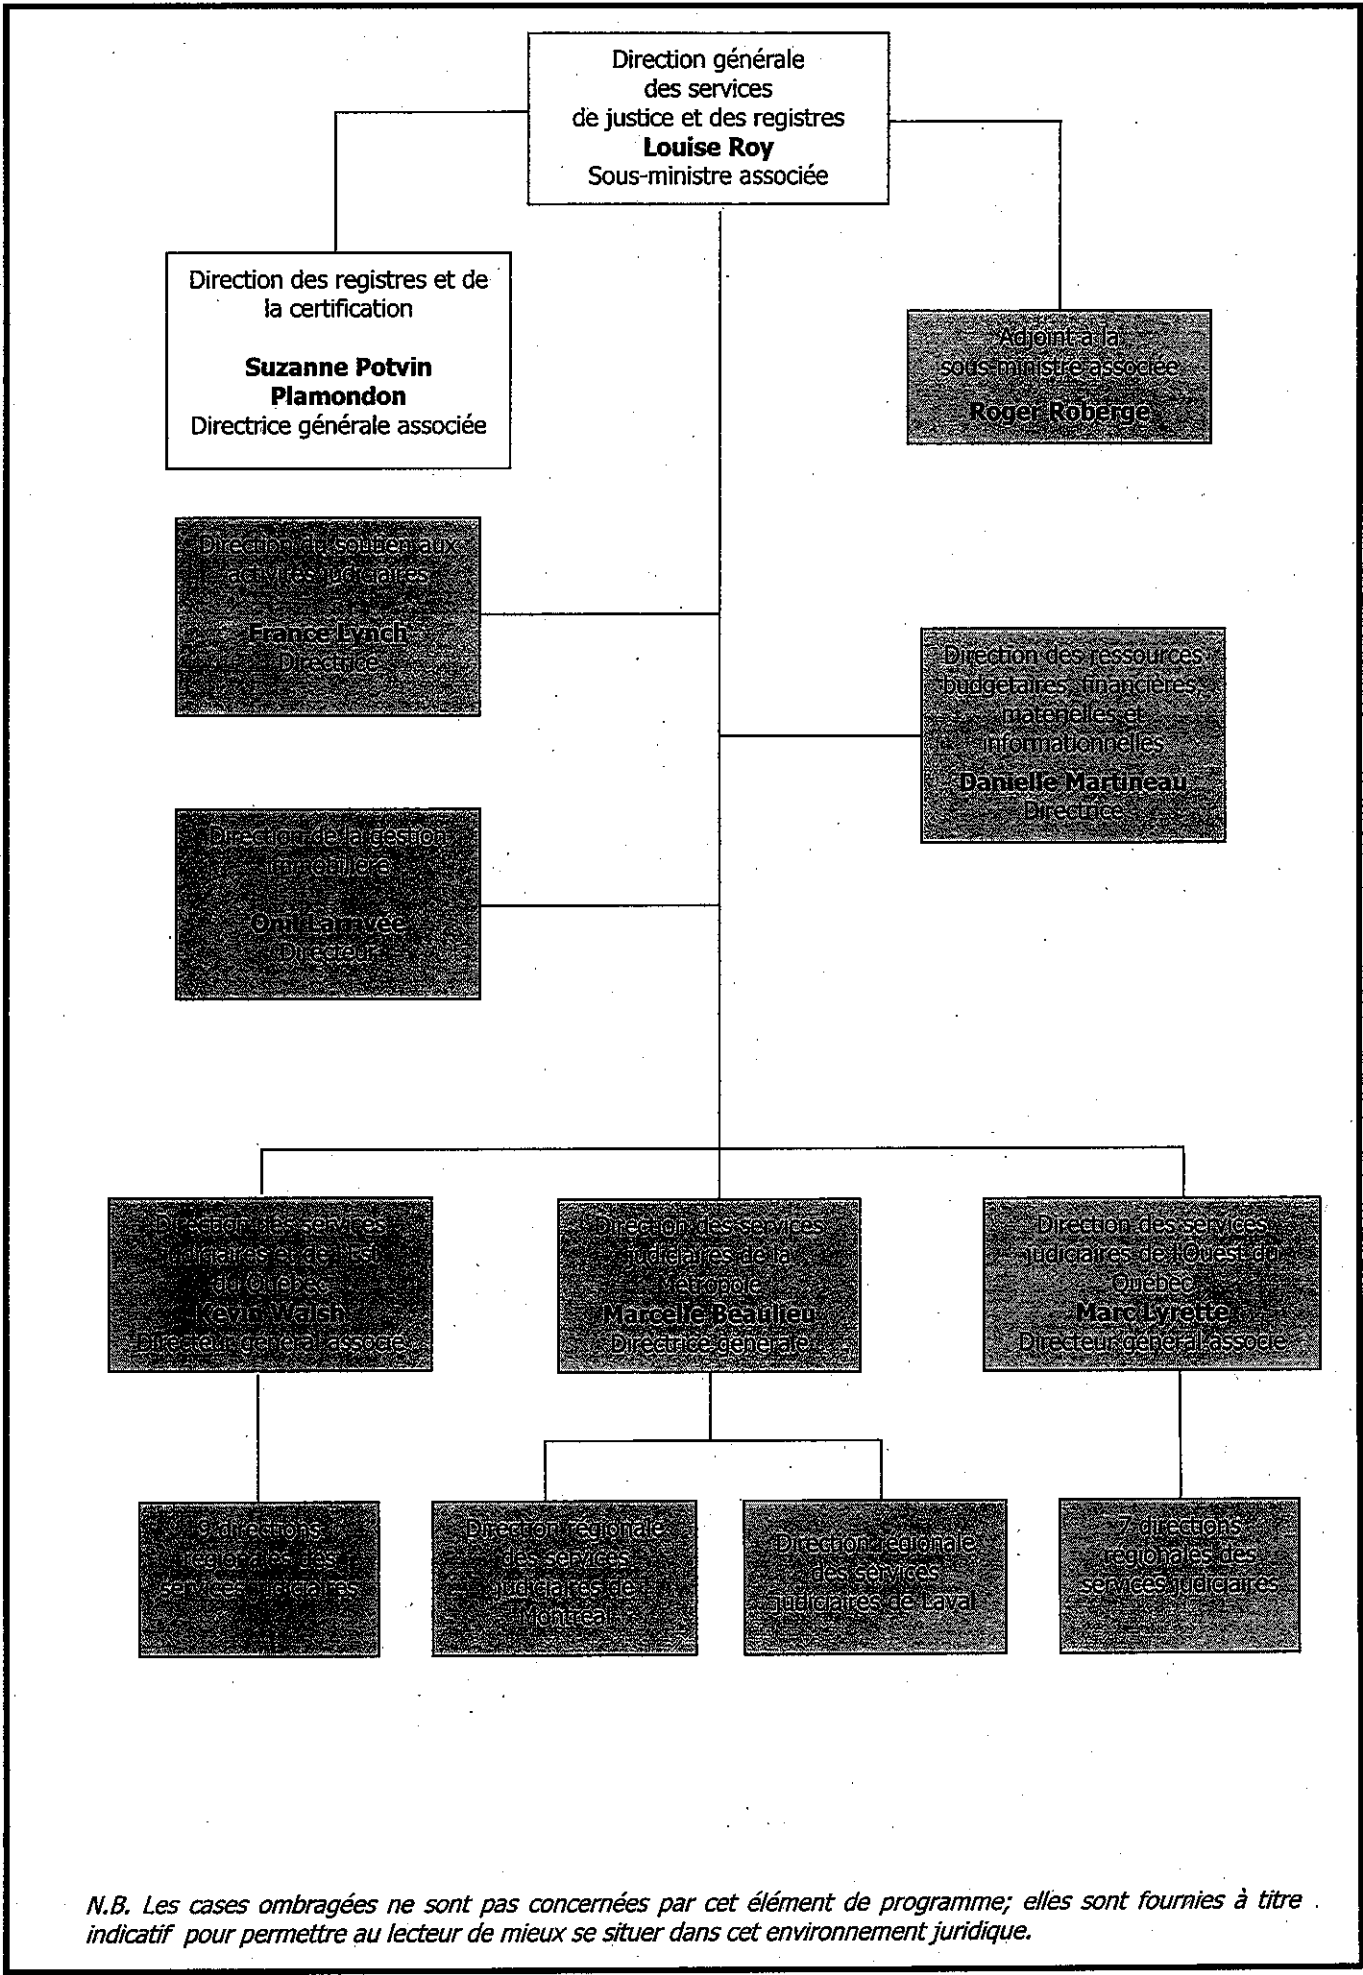 Direction générale
des services
de justice et des registres
Louise Roy
Sous-ministre associée
Direction des registres et de
la certification
Suzanne Potvin
Plamondon
Directrice générale associée
Adjoint à la
sous-ministre associée
Roger Roberge
Direction du soutien aux
activités judiciaires
France Lynch
Directrice
Direction des ressources
budgétaires, financières,
matérielles et
informationnelles
Danielle Martineau
Directrice
Direction de la gestion
immobilière
Omil Larrivée
Directeur
Direction des services
judiciaires et de l'Est
du Québec
Kevin Walsh
Directeur général associé
Direction des services
judiciaires de la
Métropole
Marcelle Beaulieu
Directrice générale
Direction des services
judiciaires de l'Ouest du
Québec
Marc Lyrette
Directeur général associé
9 directions
régionales des
services judiciaires
Direction régionale
des services
judiciaires de
Montréal
Direction régionale
des services
judiciaires de Laval
7 directions
régionales des
services judiciaires
N.B. Les cases ombragées ne sont pas concernées par cet élément de programme; elles sont fournies à titre
indicatif pour permettre au lecteur de mieux se situer dans cet environnement juridique.